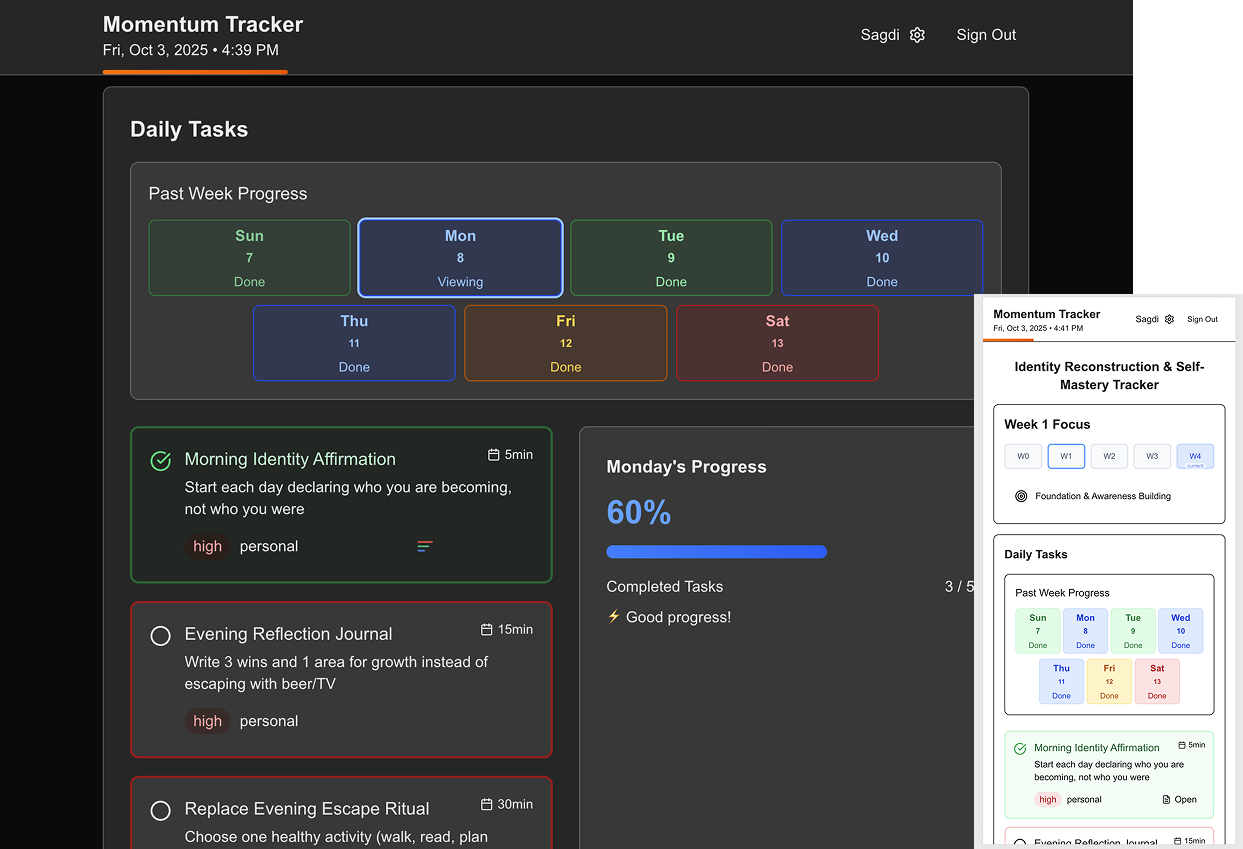 Momentum Tracker
Fri, Oct 3, 2025 • 4:39 PM
Sagdi
Sign Out
Daily Tasks
Past Week Progress
Sun
7
Done
Mon
8
Viewing
Tue
9
Done
Wed
10
Done
Thu
11
Done
Fri
12
Done
Sat
13
Done
Morning Identity Affirmation
5min
Start each day declaring who you are becoming,
not who you were
high personal
Evening Reflection Journal
15min
Write 3 wins and 1 area for growth instead of
escaping with beer/TV
high personal
Replace Evening Escape Ritual
30min
Choose one healthy activity (walk, read, plan
Monday's Progress
60%
Completed Tasks
3 / 5
⚡ Good progress!
Momentum Tracker
Fri, Oct 3, 2025 • 4:41 PM
Sagdi
Sign Out
Identity Reconstruction & Self-
Mastery Tracker
Week 1 Focus
W0
W1
W2
W3
W4
current
Foundation & Awareness Building
Daily Tasks
Past Week Progress
Sun
7
Done
Mon
8
Done
Tue
9
Done
Wed
10
Done
Thu
11
Done
Fri
12
Done
Sat
13
Done
Morning Identity Affirmation
5min
Start each day declaring who you are
becoming, not who you were
high personal
Open
Evening Reflection Journal
15min